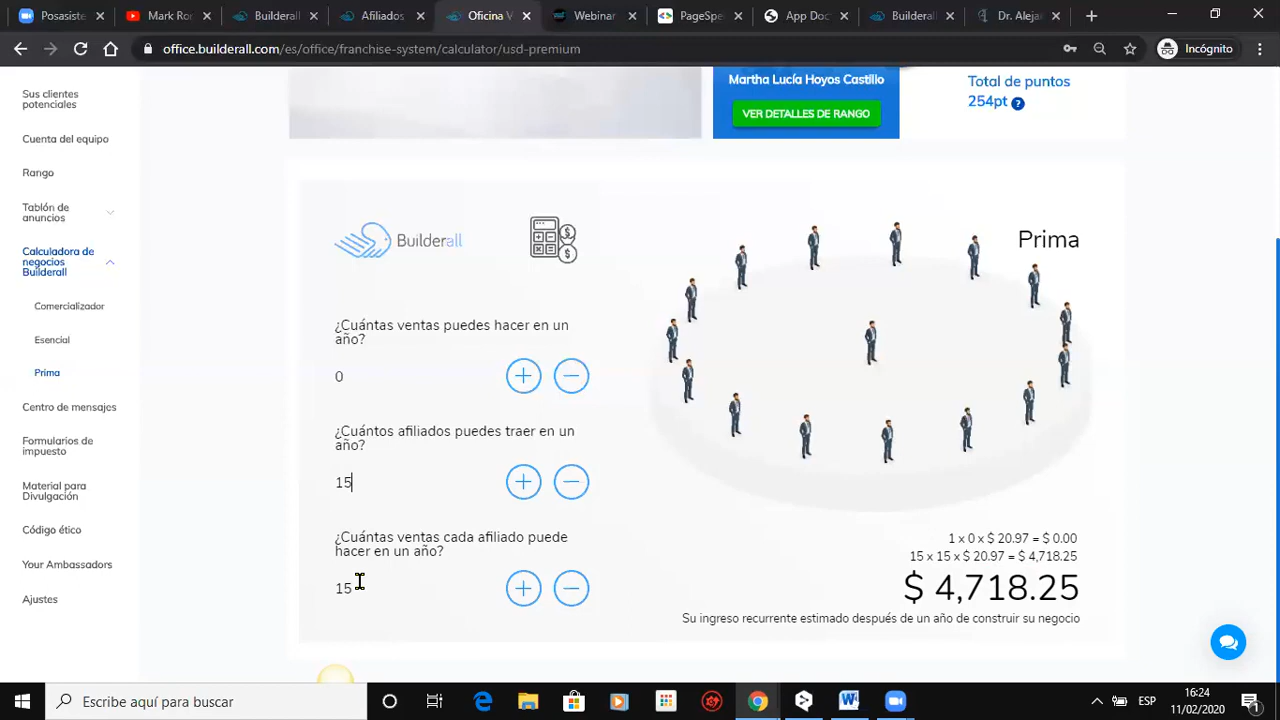 Posasiste
Mark Ro
Builderall
Afiliados
Oficina V
Webinar
PageSpe
App Doc
Builderall
Dr. Aleja
office.builderall.com/es/office/franchise-system/calculator/usd-premium
Incógnito
Sus clientes
potenciales
Cuenta del equipo
Rango
Tablón de
anuncios
Calculadora de
negocios
Builderall
Comercializador
Esencial
Prima
Centro de mensajes
Formularios de
impuesto
Material para
Divulgación
Código ético
Your Ambassadors
Ajustes
Martha Lucía Hoyos Castillo
VER DETALLES DE RANGO
Total de puntos
254pt ?
Builderall
Prima
¿Cuántas ventas puedes hacer en un
año?
0
¿Cuántos afiliados puedes traer en un
año?
15
¿Cuántas ventas cada afiliado puede
hacer en un año?
15
1 x 0 x $ 20.97 = $ 0.00
15 x 15 x $ 20.97 = $ 4,718.25
$ 4,718.25
Su ingreso recurrente estimado después de un año de construir su negocio
Escribe aquí para buscar
ESP
16:24
11/02/2020